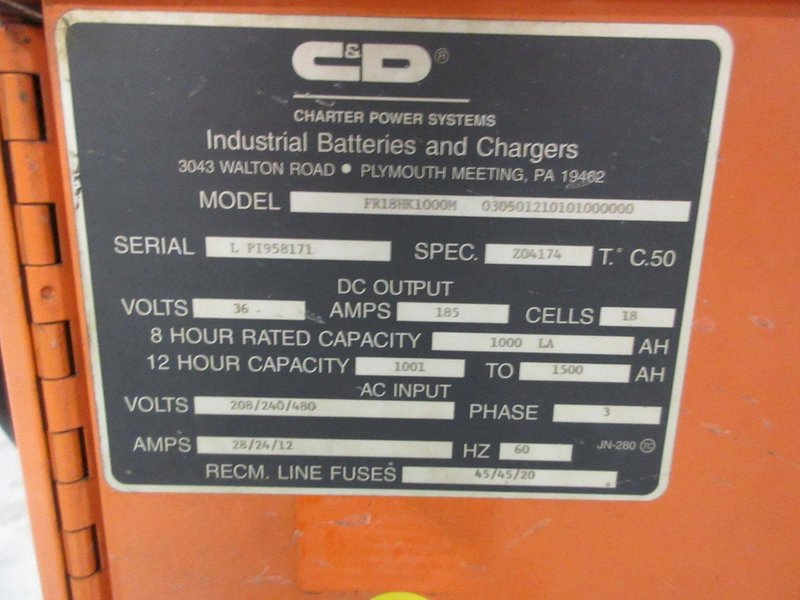 C&D®
CHARTER POWER SYSTEMS
Industrial Batteries and Chargers
3043 WALTON ROAD • PLYMOUTH MEETING, PA 19462
MODEL FR18HK1000M 030501210101000000
SERIAL L PI958171 SPEC. Z04174 T.° C.50
DC OUTPUT
VOLTS 36 AMPS 185 CELLS 18
8 HOUR RATED CAPACITY 1000 LA AH
12 HOUR CAPACITY 1001 TO 1500 AH
AC INPUT
VOLTS 208/240/480 PHASE 3
AMPS 28/24/12 HZ 60 JN-280 TC
RECM. LINE FUSES 45/45/20